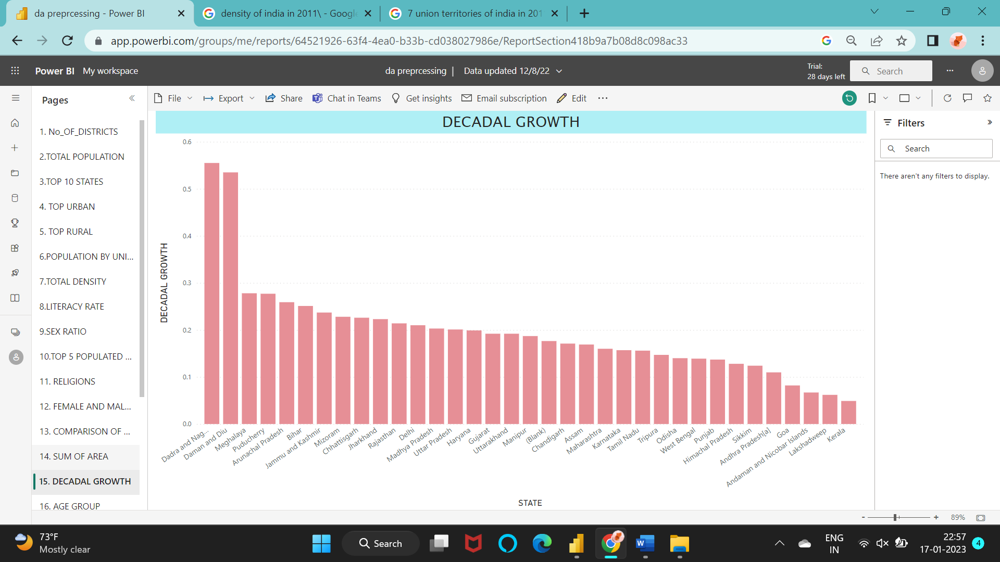 da preprcessing - Power BI
density of india in 2011\ - Google
7 union territories of india in 201
app.powerbi.com/groups/me/reports/64521926-63f4-4ea0-b33b-cd038027986e/ReportSection418b9a7b08d8c098ac33
Power BI My workspace
da preprcessing | Data updated 12/8/22
Trial:
28 days left
Search
Pages
File Export Share Chat in Teams Get insights Email subscription Edit
1. No_OF_DISTRICTS
2.TOTAL POPULATION
3.TOP 10 STATES
4. TOP URBAN
5. TOP RURAL
6.POPULATION BY UNI...
7.TOTAL DENSITY
8.LITERACY RATE
9.SEX RATIO
10.TOP 5 POPULATED ...
11. RELIGIONS
12. FEMALE AND MAL...
13. COMPARISON OF ...
14. SUM OF AREA
15. DECADAL GROWTH
16. AGE GROUP
DECADAL GROWTH
DECADAL GROWTH
0.6
0.5
0.4
0.3
0.2
0.1
0.0
Dadra and Nag...
Daman and Diu
Meghalaya
Puducherry
Arunachal Pradesh
Bihar
Jammu and Kashmir
Mizoram
Chhattisgarh
Jharkhand
Rajasthan
Delhi
Madhya Pradesh
Uttar Pradesh
Haryana
Gujarat
Uttarakhand
Manipur
(Blank)
Chandigarh
Assam
Maharashtra
Karnataka
Tamil Nadu
Tripura
Odisha
West Bengal
Punjab
Himachal Pradesh
Sikkim
Andhra Pradesh[a]
Goa
Andaman and Nicobar Islands
Lakshadweep
Kerala
STATE
Filters
Search
There aren't any filters to display.
- + 89%
73°F
Mostly clear
Search
ENG
IN
22:57
17-01-2023
4